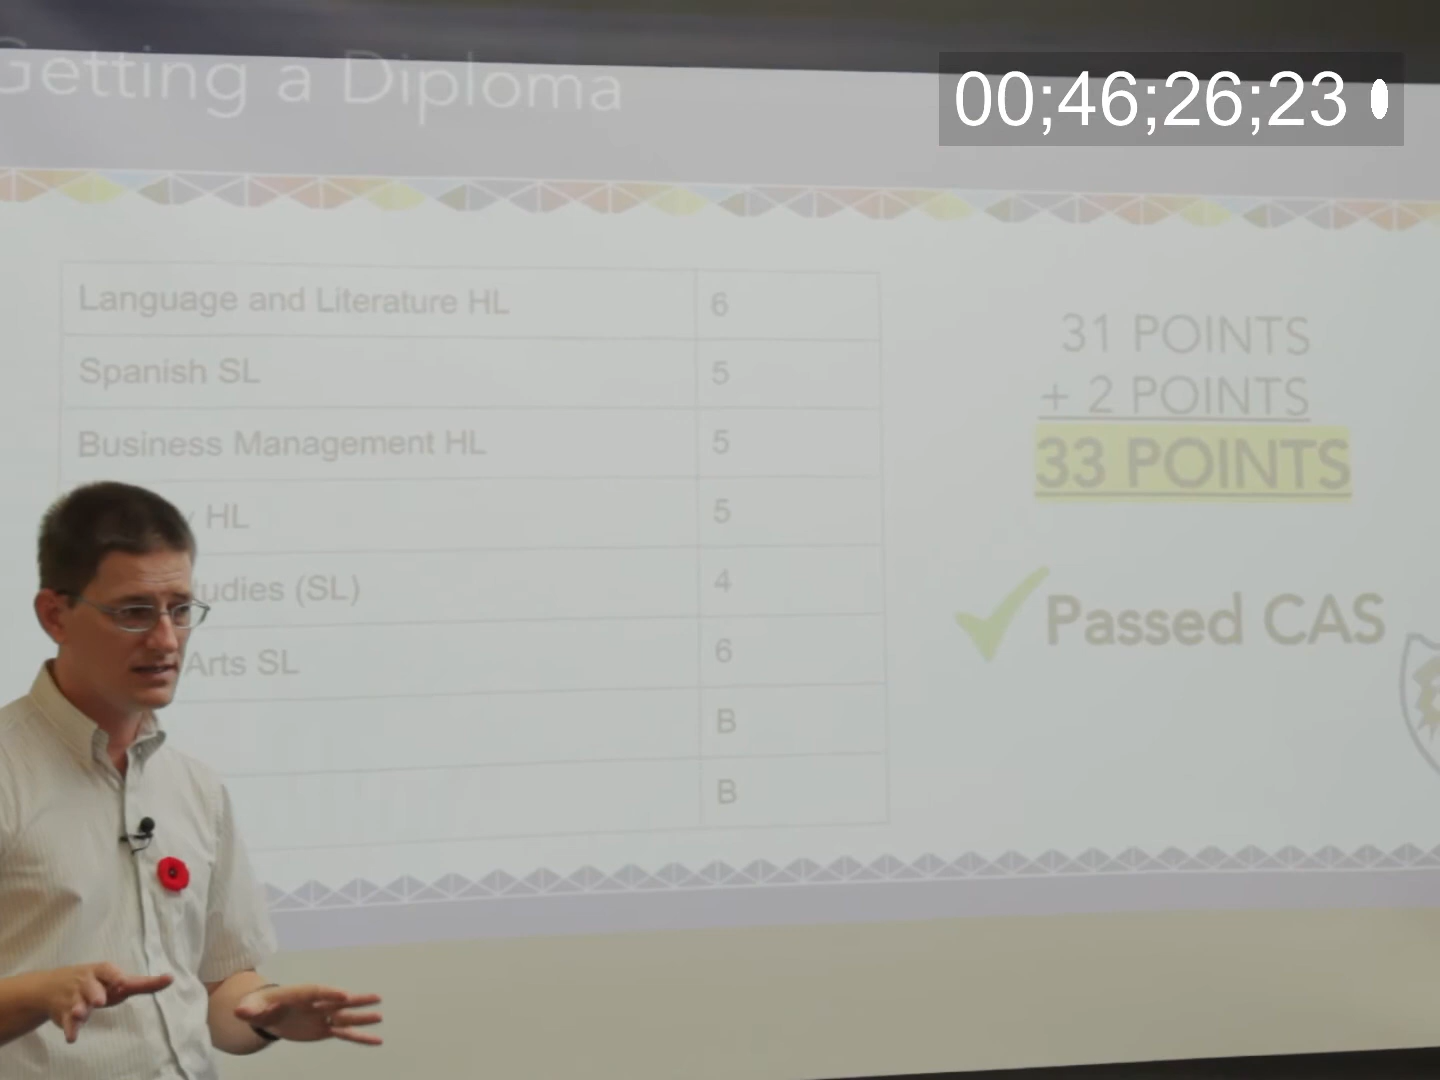 Getting a Diploma
00;46;26;23
Language and Literature HL 6
Spanish SL 5
Business Management HL 5
HL 5
(SL) 4
Arts SL 6
B
B
31 POINTS
+ 2 POINTS
33 POINTS
Passed CAS